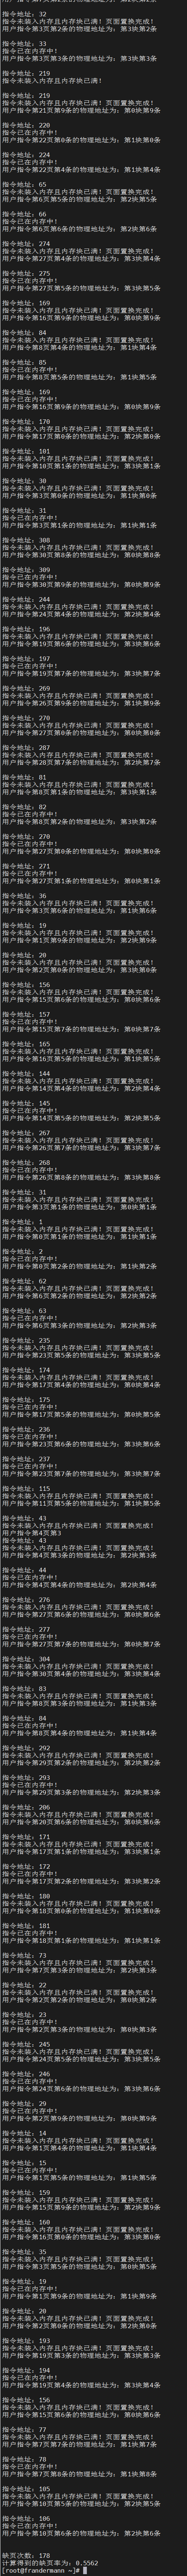 指令地址: 32
指令未装入内存且内存块已满! 页面置换完成!
用户指令第3页第2条的物理地址为: 第3块第2条
指令地址: 33
指令已在内存中!
用户指令第3页第3条的物理地址为: 第3块第3条
指令地址: 219
指令未装入内存且内存块已满!
指令地址: 219
指令未装入内存且内存块已满! 页面置换完成!
用户指令第21页第9条的物理地址为: 第0块第9条
指令地址: 220
指令已在内存中!
用户指令第22页第0条的物理地址为: 第1块第0条
指令地址: 224
指令已在内存中!
用户指令第22页第4条的物理地址为: 第1块第4条
指令地址: 65
指令未装入内存且内存块已满! 页面置换完成!
用户指令第6页第5条的物理地址为: 第2块第5条
指令地址: 66
指令已在内存中!
用户指令第6页第6条的物理地址为: 第2块第6条
指令地址: 274
指令未装入内存且内存块已满! 页面置换完成!
用户指令第27页第4条的物理地址为: 第3块第4条
指令地址: 275
指令已在内存中!
用户指令第27页第5条的物理地址为: 第3块第5条
指令地址: 169
指令未装入内存且内存块已满! 页面置换完成!
用户指令第16页第9条的物理地址为: 第0块第9条
指令地址: 84
指令未装入内存且内存块已满! 页面置换完成!
用户指令第8页第4条的物理地址为: 第1块第4条
指令地址: 85
指令已在内存中!
用户指令第8页第5条的物理地址为: 第1块第5条
指令地址: 169
指令已在内存中!
用户指令第16页第9条的物理地址为: 第0块第9条
指令地址: 170
指令未装入内存且内存块已满! 页面置换完成!
用户指令第17页第0条的物理地址为: 第2块第0条
指令地址: 181
指令未装入内存且内存块已满! 页面置换完成!
用户指令第18页第1条的物理地址为: 第3块第1条
指令地址: 30
指令未装入内存且内存块已满! 页面置换完成!
用户指令第3页第0条的物理地址为: 第1块第0条
指令地址: 31
指令已在内存中!
用户指令第3页第1条的物理地址为: 第1块第1条
指令地址: 308
指令未装入内存且内存块已满! 页面置换完成!
用户指令第30页第8条的物理地址为: 第0块第8条
指令地址: 309
指令已在内存中!
用户指令第30页第9条的物理地址为: 第0块第9条
指令地址: 244
指令未装入内存且内存块已满! 页面置换完成!
用户指令第24页第4条的物理地址为: 第2块第4条
指令地址: 196
指令未装入内存且内存块已满! 页面置换完成!
用户指令第19页第6条的物理地址为: 第3块第6条
指令地址: 197
指令已在内存中!
用户指令第19页第7条的物理地址为: 第3块第7条
指令地址: 269
指令未装入内存且内存块已满! 页面置换完成!
用户指令第26页第9条的物理地址为: 第1块第9条
指令地址: 270
指令未装入内存且内存块已满! 页面置换完成!
用户指令第27页第0条的物理地址为: 第0块第0条
指令地址: 287
指令未装入内存且内存块已满! 页面置换完成!
用户指令第28页第7条的物理地址为: 第2块第7条
指令地址: 81
指令未装入内存且内存块已满! 页面置换完成!
用户指令第8页第1条的物理地址为: 第3块第1条
指令地址: 82
指令已在内存中!
用户指令第8页第2条的物理地址为: 第3块第2条
指令地址: 270
指令已在内存中!
用户指令第27页第0条的物理地址为: 第0块第0条
指令地址: 271
指令已在内存中!
用户指令第27页第1条的物理地址为: 第0块第1条
指令地址: 36
指令未装入内存且内存块已满! 页面置换完成!
用户指令第3页第6条的物理地址为: 第1块第6条
指令地址: 19
指令未装入内存且内存块已满! 页面置换完成!
用户指令第1页第9条的物理地址为: 第2块第9条
指令地址: 20
指令未装入内存且内存块已满! 页面置换完成!
用户指令第2页第0条的物理地址为: 第3块第0条
指令地址: 156
指令未装入内存且内存块已满! 页面置换完成!
用户指令第15页第6条的物理地址为: 第0块第6条
指令地址: 157
指令已在内存中!
用户指令第15页第7条的物理地址为: 第0块第7条
指令地址: 165
指令未装入内存且内存块已满! 页面置换完成!
用户指令第16页第5条的物理地址为: 第1块第5条
指令地址: 144
指令未装入内存且内存块已满! 页面置换完成!
用户指令第14页第4条的物理地址为: 第2块第4条
指令地址: 145
指令已在内存中!
用户指令第14页第5条的物理地址为: 第2块第5条
指令地址: 267
指令未装入内存且内存块已满! 页面置换完成!
用户指令第26页第7条的物理地址为: 第3块第7条
指令地址: 268
指令已在内存中!
用户指令第26页第8条的物理地址为: 第3块第8条
指令地址: 31
指令未装入内存且内存块已满! 页面置换完成!
用户指令第3页第1条的物理地址为: 第0块第1条
指令地址: 1
指令未装入内存且内存块已满! 页面置换完成!
用户指令第0页第1条的物理地址为: 第1块第1条
指令地址: 2
指令已在内存中!
用户指令第0页第2条的物理地址为: 第1块第2条
指令地址: 62
指令未装入内存且内存块已满! 页面置换完成!
用户指令第6页第2条的物理地址为: 第2块第2条
指令地址: 63
指令已在内存中!
用户指令第6页第3条的物理地址为: 第2块第3条
指令地址: 235
指令未装入内存且内存块已满! 页面置换完成!
用户指令第23页第5条的物理地址为: 第3块第5条
指令地址: 174
指令未装入内存且内存块已满! 页面置换完成!
用户指令第17页第4条的物理地址为: 第0块第4条
指令地址: 175
指令已在内存中!
用户指令第17页第5条的物理地址为: 第0块第5条
指令地址: 236
指令已在内存中!
用户指令第23页第6条的物理地址为: 第3块第6条
指令地址: 237
指令已在内存中!
用户指令第23页第7条的物理地址为: 第3块第7条
指令地址: 115
指令未装入内存且内存块已满! 页面置换完成!
用户指令第11页第5条的物理地址为: 第1块第5条
指令地址: 43
指令未装入内存且内存块已满! 页面置换完成!
用户指令第4页第3
指令地址: 43
指令已在内存中!
用户指令第4页第3条的物理地址为: 第2块第3条
指令地址: 44
指令已在内存中!
用户指令第4页第4条的物理地址为: 第2块第4条
指令地址: 276
指令未装入内存且内存块已满! 页面置换完成!
用户指令第27页第6条的物理地址为: 第0块第6条
指令地址: 277
指令已在内存中!
用户指令第27页第7条的物理地址为: 第0块第7条
指令地址: 304
指令未装入内存且内存块已满! 页面置换完成!
用户指令第30页第4条的物理地址为: 第3块第4条
指令地址: 83
指令未装入内存且内存块已满! 页面置换完成!
用户指令第8页第3条的物理地址为: 第1块第3条
指令地址: 84
指令已在内存中!
用户指令第8页第4条的物理地址为: 第1块第4条
指令地址: 292
指令未装入内存且内存块已满! 页面置换完成!
用户指令第29页第2条的物理地址为: 第2块第2条
指令地址: 293
指令已在内存中!
用户指令第29页第3条的物理地址为: 第2块第3条
指令地址: 206
指令未装入内存且内存块已满! 页面置换完成!
用户指令第20页第6条的物理地址为: 第0块第6条
指令地址: 171
指令未装入内存且内存块已满! 页面置换完成!
用户指令第17页第1条的物理地址为: 第3块第1条
指令地址: 172
指令已在内存中!
用户指令第17页第2条的物理地址为: 第3块第2条
指令地址: 180
指令未装入内存且内存块已满! 页面置换完成!
用户指令第18页第0条的物理地址为: 第1块第0条
指令地址: 181
指令已在内存中!
用户指令第18页第1条的物理地址为: 第1块第1条
指令地址: 73
指令未装入内存且内存块已满! 页面置换完成!
用户指令第7页第3条的物理地址为: 第2块第3条
指令地址: 22
指令未装入内存且内存块已满! 页面置换完成!
用户指令第2页第2条的物理地址为: 第0块第2条
指令地址: 23
指令已在内存中!
用户指令第2页第3条的物理地址为: 第0块第3条
指令地址: 245
指令未装入内存且内存块已满! 页面置换完成!
用户指令第24页第5条的物理地址为: 第3块第5条
指令地址: 246
指令已在内存中!
用户指令第24页第6条的物理地址为: 第3块第6条
指令地址: 29
指令已在内存中!
用户指令第2页第9条的物理地址为: 第0块第9条
指令地址: 14
指令未装入内存且内存块已满! 页面置换完成!
用户指令第1页第4条的物理地址为: 第1块第4条
指令地址: 15
指令已在内存中!
用户指令第1页第5条的物理地址为: 第1块第5条
指令地址: 159
指令未装入内存且内存块已满! 页面置换完成!
用户指令第15页第9条的物理地址为: 第2块第9条
指令地址: 160
指令未装入内存且内存块已满! 页面置换完成!
用户指令第16页第0条的物理地址为: 第3块第0条
指令地址: 35
指令未装入内存且内存块已满! 页面置换完成!
用户指令第3页第5条的物理地址为: 第0块第5条
指令地址: 19
指令已在内存中!
用户指令第1页第9条的物理地址为: 第1块第9条
指令地址: 20
指令未装入内存且内存块已满! 页面置换完成!
用户指令第2页第0条的物理地址为: 第2块第0条
指令地址: 193
指令未装入内存且内存块已满! 页面置换完成!
用户指令第19页第3条的物理地址为: 第3块第3条
指令地址: 194
指令已在内存中!
用户指令第19页第4条的物理地址为: 第3块第4条
指令地址: 156
指令未装入内存且内存块已满! 页面置换完成!
用户指令第15页第6条的物理地址为: 第0块第6条
指令地址: 77
指令未装入内存且内存块已满! 页面置换完成!
用户指令第7页第7条的物理地址为: 第1块第7条
指令地址: 78
指令已在内存中!
用户指令第7页第8条的物理地址为: 第1块第8条
指令地址: 105
指令未装入内存且内存块已满! 页面置换完成!
用户指令第10页第5条的物理地址为: 第2块第5条
指令地址: 106
指令已在内存中!
用户指令第10页第6条的物理地址为: 第2块第6条
缺页次数: 178
计算得到的缺页率为: 0.5562
[root@frandermann ~]#